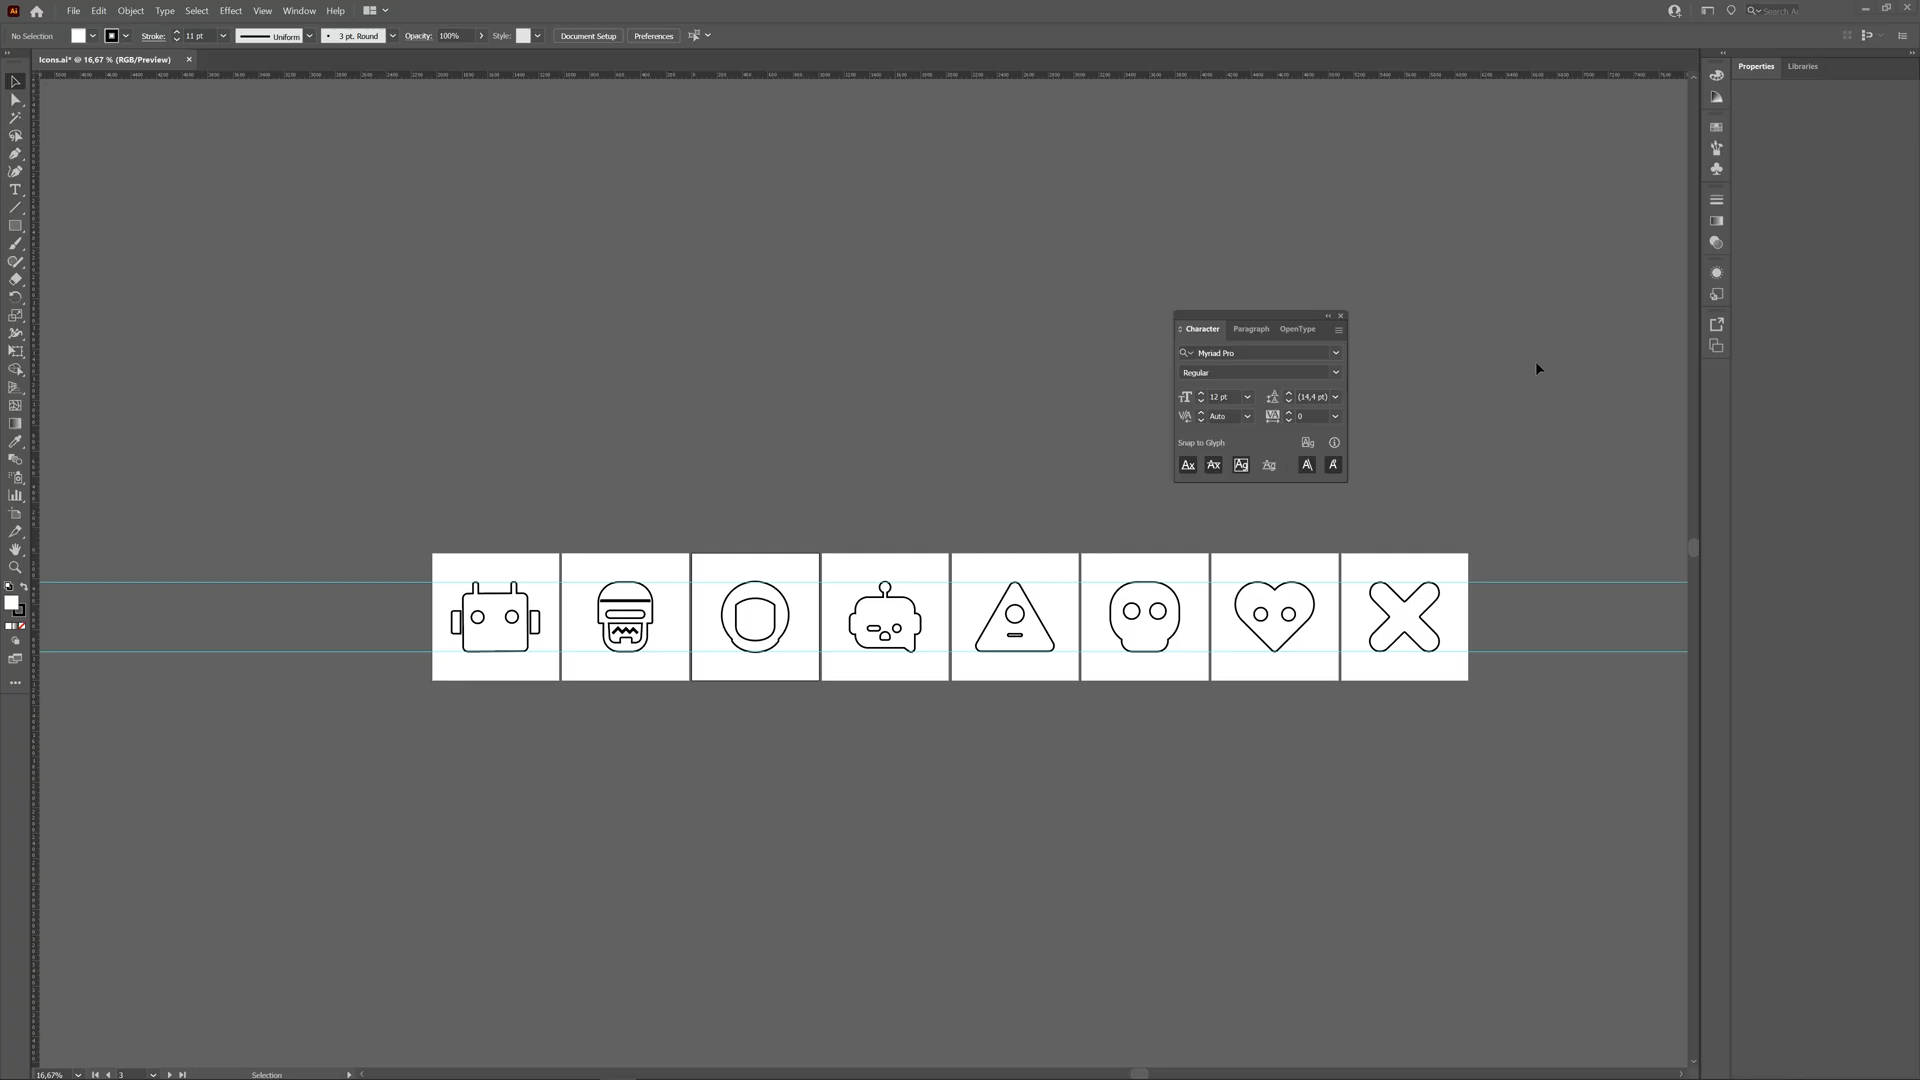 Ai File Edit Object Type Select Effect View Window Help
No Selection Stroke: 11 pt Uniform 3 pt. Round Opacity: 100% Style: Document Setup Preferences
Icons.ai* @ 16,67 % (RGB/Preview)
Properties Libraries
Character Paragraph OpenType
Myriad Pro
Regular
12 pt (14,4 pt)
Auto 0
Snap to Glyph
16,67% 3 Selection